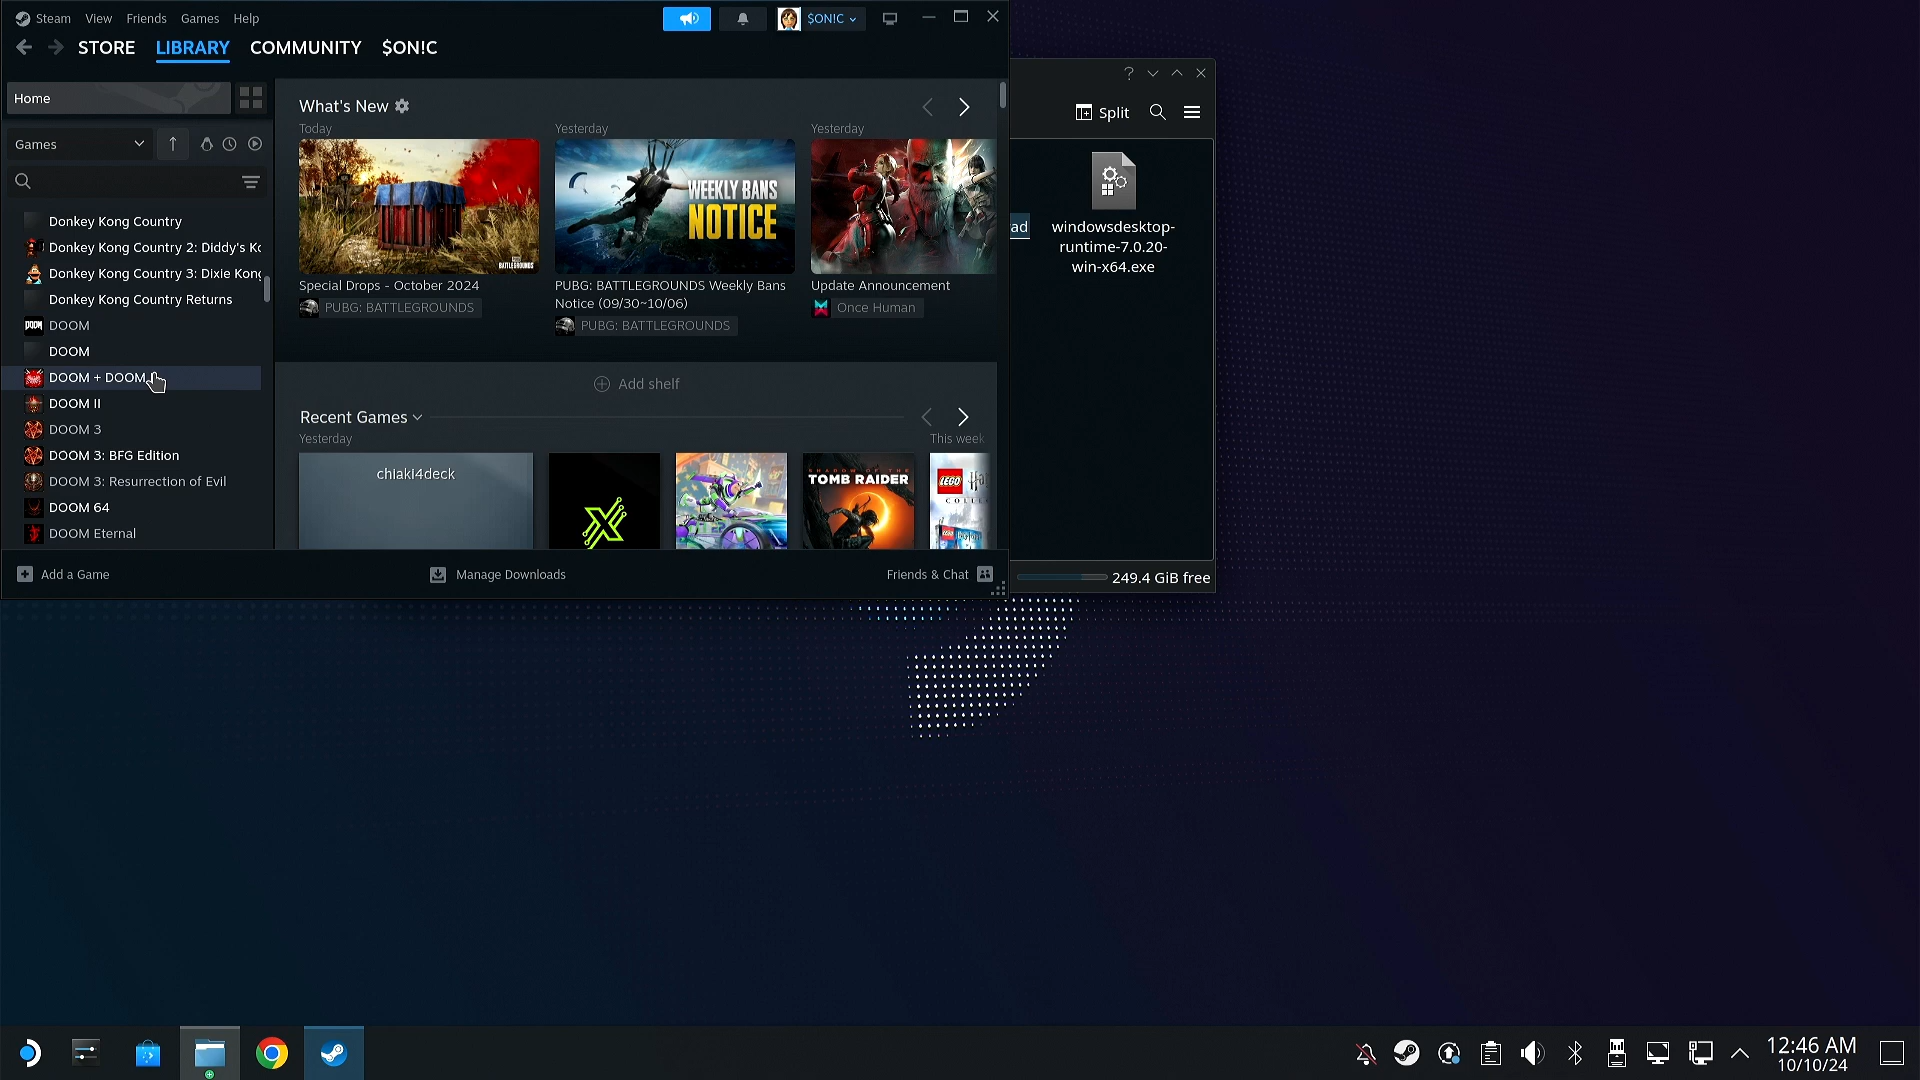 Steam View Friends Games Help
$ON!C
STORE LIBRARY COMMUNITY $ON!C
Home
Games
Donkey Kong Country
Donkey Kong Country 2: Diddy's Ko
Donkey Kong Country 3: Dixie Kong
Donkey Kong Country Returns
DOOM
DOOM
DOOM
DOOM + DOOM
DOOM II
DOOM 3
DOOM 3: BFG Edition
DOOM 3: Resurrection of Evil
DOOM 64
DOOM Eternal
What's New
Today
BATTLEGROUNDS
Special Drops - October 2024
PUBG: BATTLEGROUNDS
Yesterday
WEEKLY BANS
NOTICE
PUBG: BATTLEGROUNDS Weekly Bans
Notice (09/30~10/06)
PUBG: BATTLEGROUNDS
Yesterday
Update Announcement
Once Human
Add shelf
Recent Games
Yesterday
This week
chiaki4deck
SHADOW OF THE
TOMB RAIDER
LEGO
Add a Game
Manage Downloads
Friends & Chat
Split
ad
windowsdesktop-
runtime-7.0.20-
win-x64.exe
249.4 GiB free
12:46 AM
10/10/24